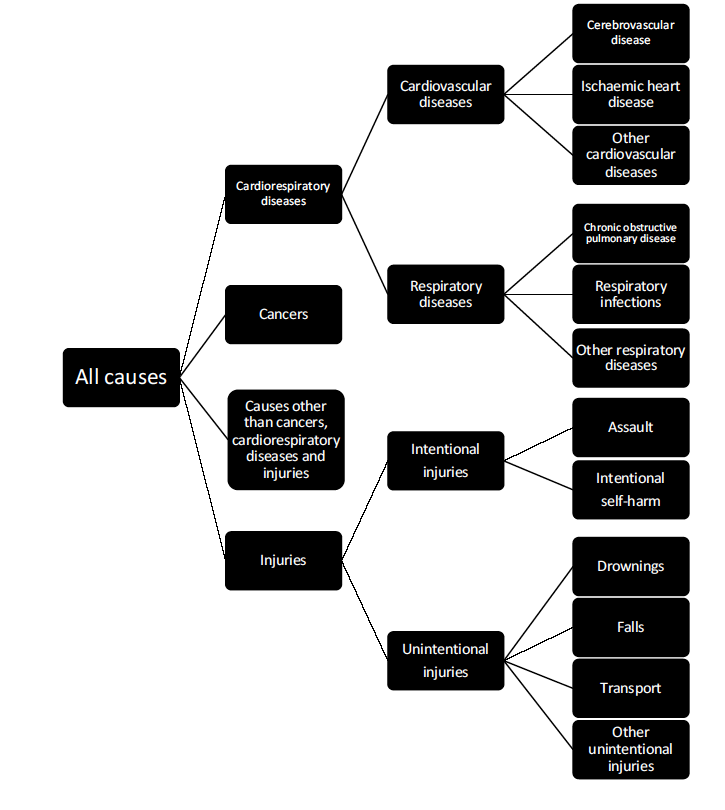 All causes
Cardiorespiratory
diseases
Cancers
Causes other
than cancers,
cardiorespiratory
diseases and
injuries
Injuries
Cardiovascular
diseases
Respiratory
diseases
Intentional
injuries
Unintentional
injuries
Cerebrovascular
disease
Ischaemic heart
disease
Other
cardiovascular
diseases
Chronic obstructive
pulmonary disease
Respiratory
infections
Other respiratory
diseases
Assault
Intentional
self-harm
Drownings
Falls
Transport
Other
unintentional
injuries